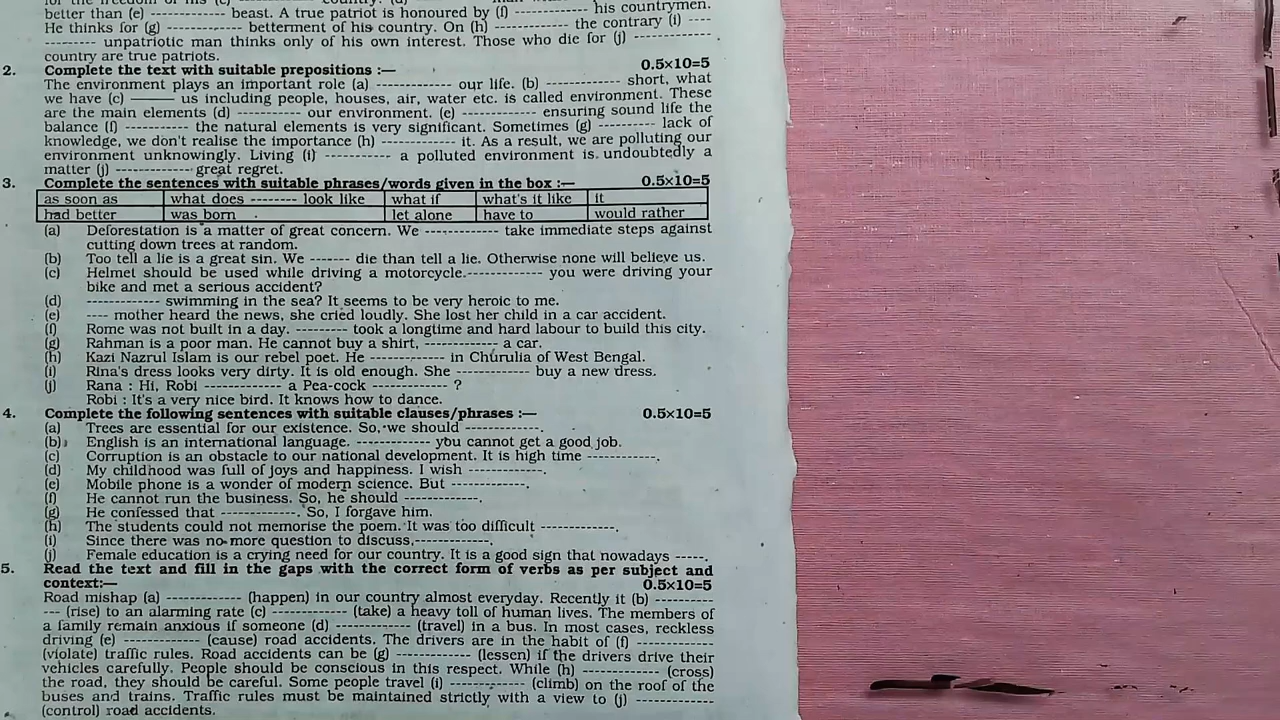 better than (e) ----------- beast. A true patriot is honoured by (f) ----------- his countrymen.
He thinks for (g) ----------- betterment of his country. On (h) ----------- the contrary (i) ----
--------- unpatriotic man thinks only of his own interest. Those who die for (j) -------------
country are true patriots.
2. Complete the text with suitable prepositions :— 0.5×10=5
The environment plays an important role (a) ------------ our life. (b) ------------ short, what
we have (c) ——— us including people, houses, air, water etc. is called environment. These
are the main elements (d) ---------- our environment. (e) ------------ ensuring sound life the
balance (f) ---------- the natural elements is very significant. Sometimes (g) --------- lack of
knowledge, we don't realise the importance (h) ------------ it. As a result, we are polluting our
environment unknowingly. Living (i) ----------- a polluted environment is undoubtedly a
matter (j) ------------ great regret.
3. Complete the sentences with suitable phrases/words given in the box :— 0.5×10=5
as soon as what does -------- look like what if what's it like it
had better was born let alone have to would rather
(a) Deforestation is a matter of great concern. We ------------ take immediate steps against
cutting down trees at random.
(b) Too tell a lie is a great sin. We ------- die than tell a lie. Otherwise none will believe us.
(c) Helmet should be used while driving a motorcycle.------------ you were driving your
bike and met a serious accident?
(d) ------------ swimming in the sea? It seems to be very heroic to me.
(e) ---- mother heard the news, she cried loudly. She lost her child in a car accident.
(f) Rome was not built in a day. -------- took a longtime and hard labour to build this city.
(g) Rahman is a poor man. He cannot buy a shirt, ------------ a car.
(h) Kazi Nazrul Islam is our rebel poet. He ------------ in Churulia of West Bengal.
(i) Rina's dress looks very dirty. It is old enough. She ------------ buy a new dress.
(j) Rana : Hi, Robi ------------ a Pea-cock ------------ ?
Robi : It's a very nice bird. It knows how to dance.
4. Complete the following sentences with suitable clauses/phrases :— 0.5×10=5
(a) Trees are essential for our existence. So, we should ------------.
(b) English is an international language. ------------ you cannot get a good job.
(c) Corruption is an obstacle to our national development. It is high time ------------.
(d) My childhood was full of joys and happiness. I wish ------------.
(e) Mobile phone is a wonder of modern science. But ------------.
(f) He cannot run the business. So, he should ------------.
(g) He confessed that ------------. So, I forgave him.
(h) The students could not memorise the poem. It was too difficult ------------.
(i) Since there was no more question to discuss,------------.
(j) Female education is a crying need for our country. It is a good sign that nowadays -----.
5. Read the text and fill in the gaps with the correct form of verbs as per subject and
context:— 0.5×10=5
Road mishap (a) ------------ (happen) in our country almost everyday. Recently it (b) ----------
--- (rise) to an alarming rate (c) ------------ (take) a heavy toll of human lives. The members of
a family remain anxious if someone (d) ------------ (travel) in a bus. In most cases, reckless
driving (e) ------------ (cause) road accidents. The drivers are in the habit of (f) -------------
(violate) traffic rules. Road accidents can be (g) ------------ (lessen) if the drivers drive their
vehicles carefully. People should be conscious in this respect. While (h) ------------ (cross)
the road, they should be careful. Some people travel (i) ------------ (climb) on the roof of the
buses and trains. Traffic rules must be maintained strictly with a view to (j) -------------
(control) road accidents.